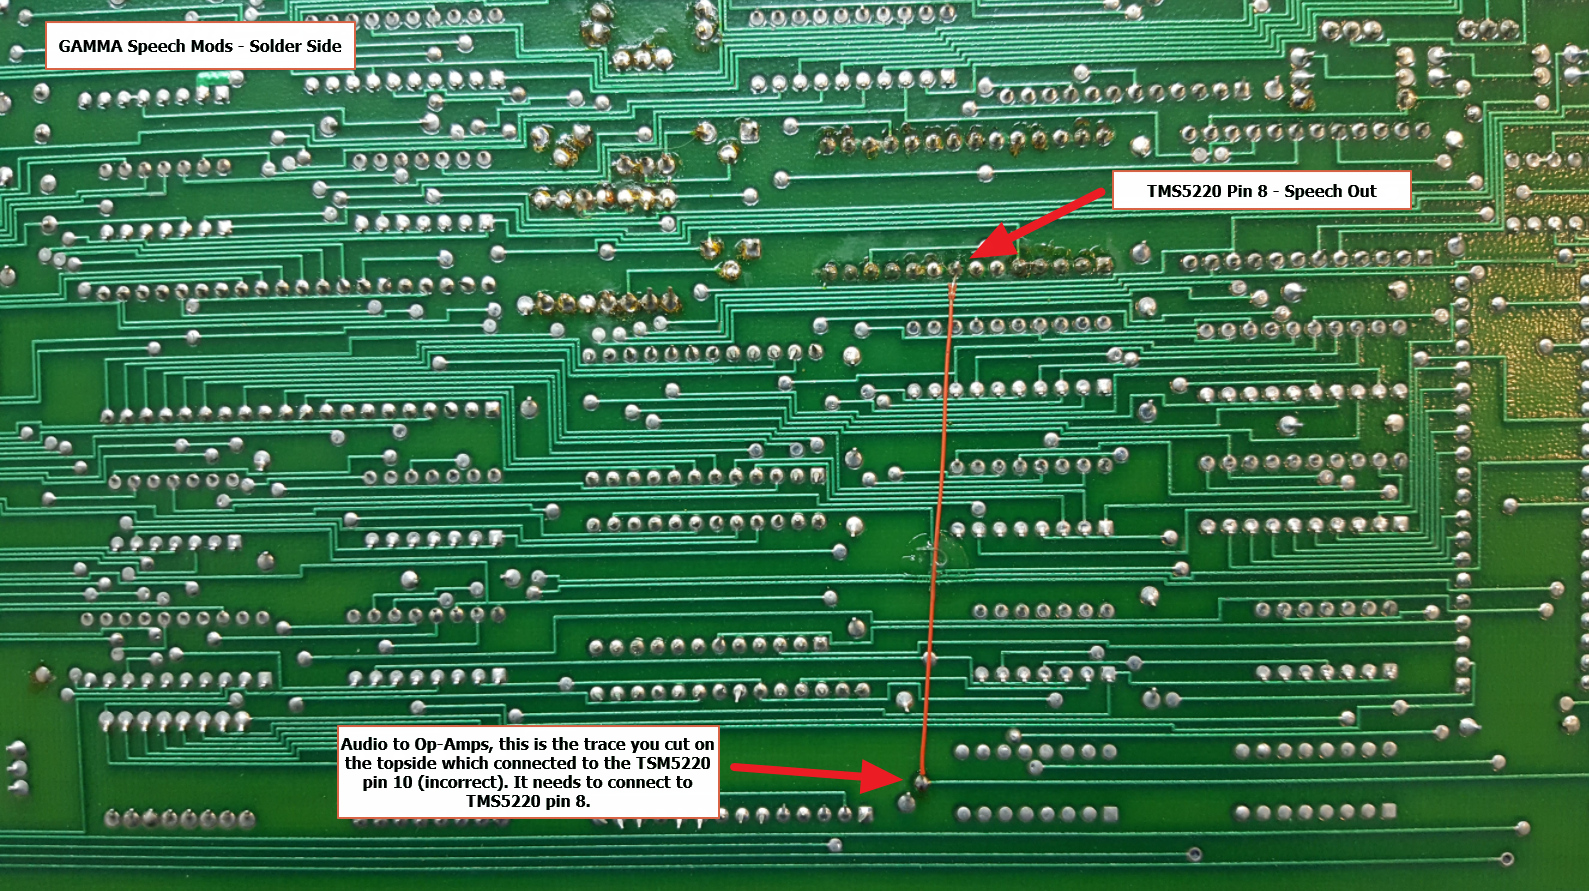 GAMMA Speech Mods - Solder Side
TMS5220 Pin 8 - Speech Out
Audio to Op-Amps, this is the trace you cut on
the topside which connected to the TSM5220
pin 10 (incorrect). It needs to connect to
TMS5220 pin 8.